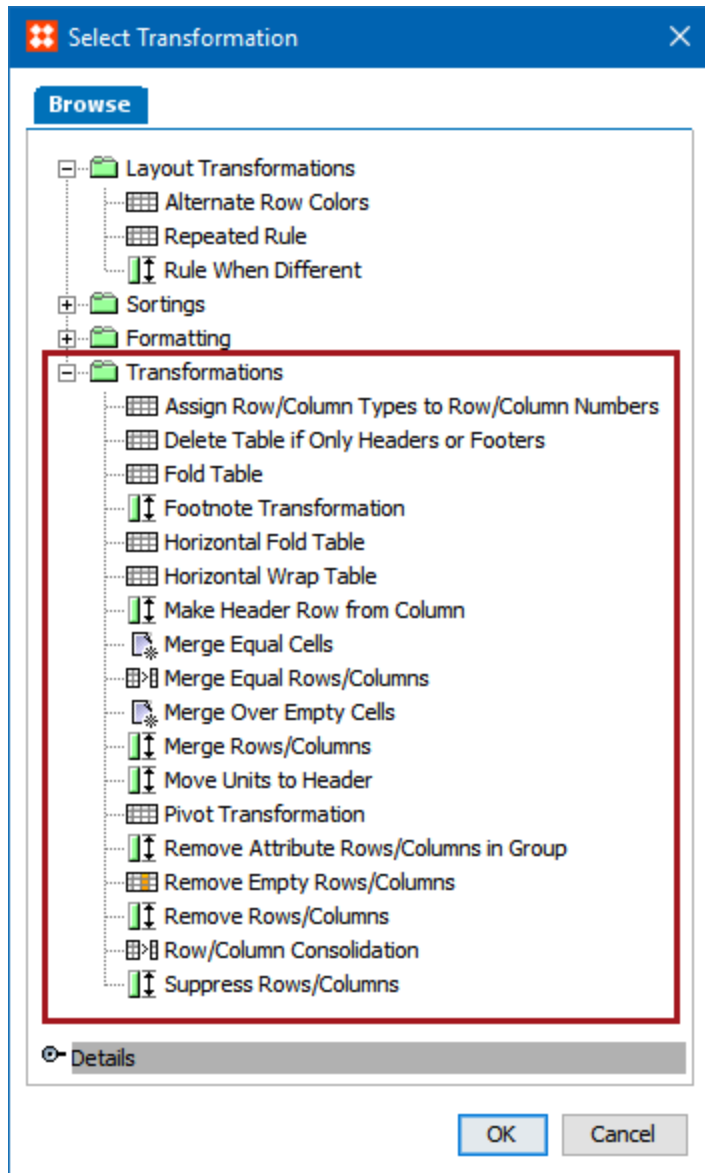 Select Transformation
Browse
Layout Transformations
Alternate Row Colors
Repeated Rule
Rule When Different
Sortings
Formatting
Transformations
Assign Row/Column Types to Row/Column Numbers
Delete Table if Only Headers or Footers
Fold Table
Footnote Transformation
Horizontal Fold Table
Horizontal Wrap Table
Make Header Row from Column
Merge Equal Cells
Merge Equal Rows/Columns
Merge Over Empty Cells
Merge Rows/Columns
Move Units to Header
Pivot Transformation
Remove Attribute Rows/Columns in Group
Remove Empty Rows/Columns
Remove Rows/Columns
Row/Column Consolidation
Suppress Rows/Columns
Details
OK Cancel